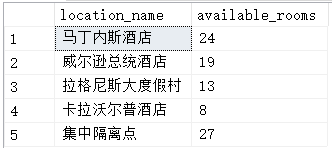 location_name available_rooms
1 马丁内斯酒店 24
2 威尔逊总统酒店 19
3 拉格尼斯大度假村 13
4 卡拉沃尔普酒店 8
5 集中隔离点 27